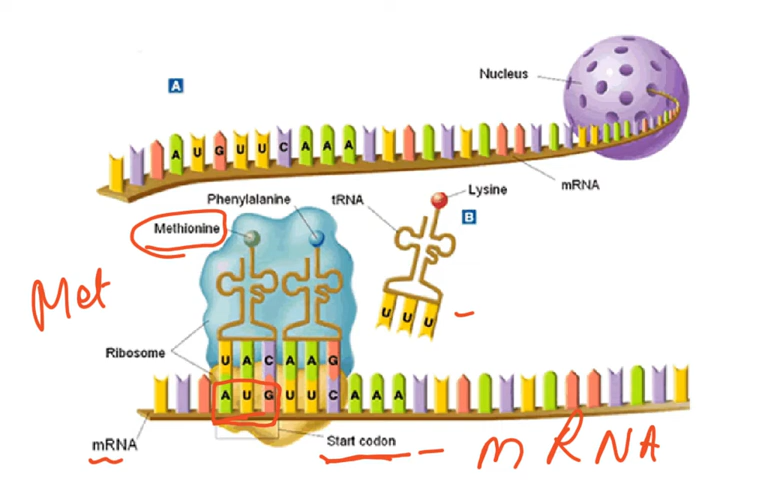 Nucleus
A
A U G U U C A A A
mRNA
Phenylalanine
tRNA
Lysine
B
Methionine
Met
U U U
Ribosome
U A C A A G
A U G U U C A A A
mRNA
Start codon - mRNA